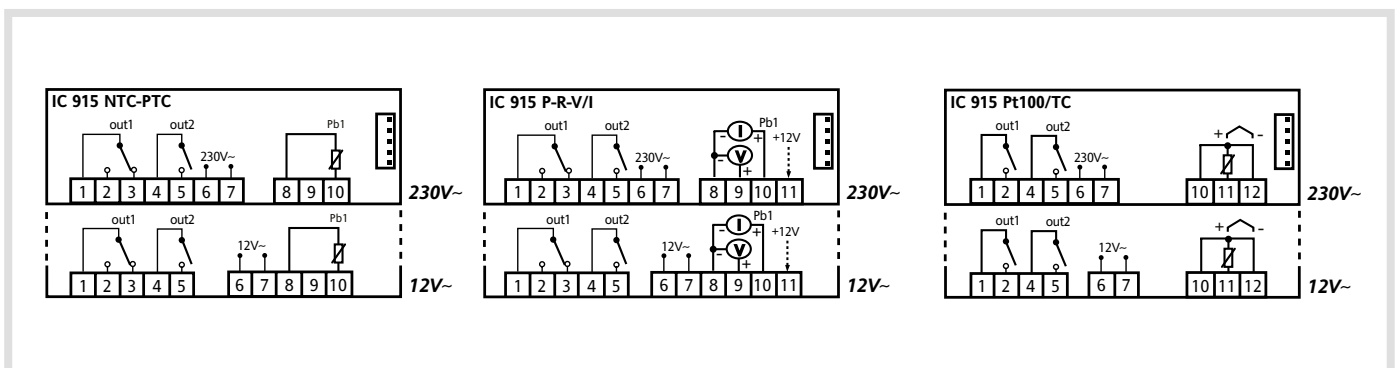 IC 915 NTC-PTC
out1 out2 Pb1
230V~
1 2 3 4 5 6 7 8 9 10
230V~
out1 out2 Pb1
12V~
1 2 3 4 5 6 7 8 9 10
12V~
IC 915 P-R-V/I
out1 out2 Pb1
I + +12V
-
230V~ - V
+
1 2 3 4 5 6 7 8 9 10 11
230V~
out1 out2 Pb1
- I + +12V
12V~ - V
+
1 2 3 4 5 6 7 8 9 10 11
12V~
IC 915 Pt100/TC
out1 out2 + -
230V~
1 2 4 5 6 7 10 11 12
230V~
out1 out2 + -
12V~
1 2 4 5 6 7 10 11 12
12V~